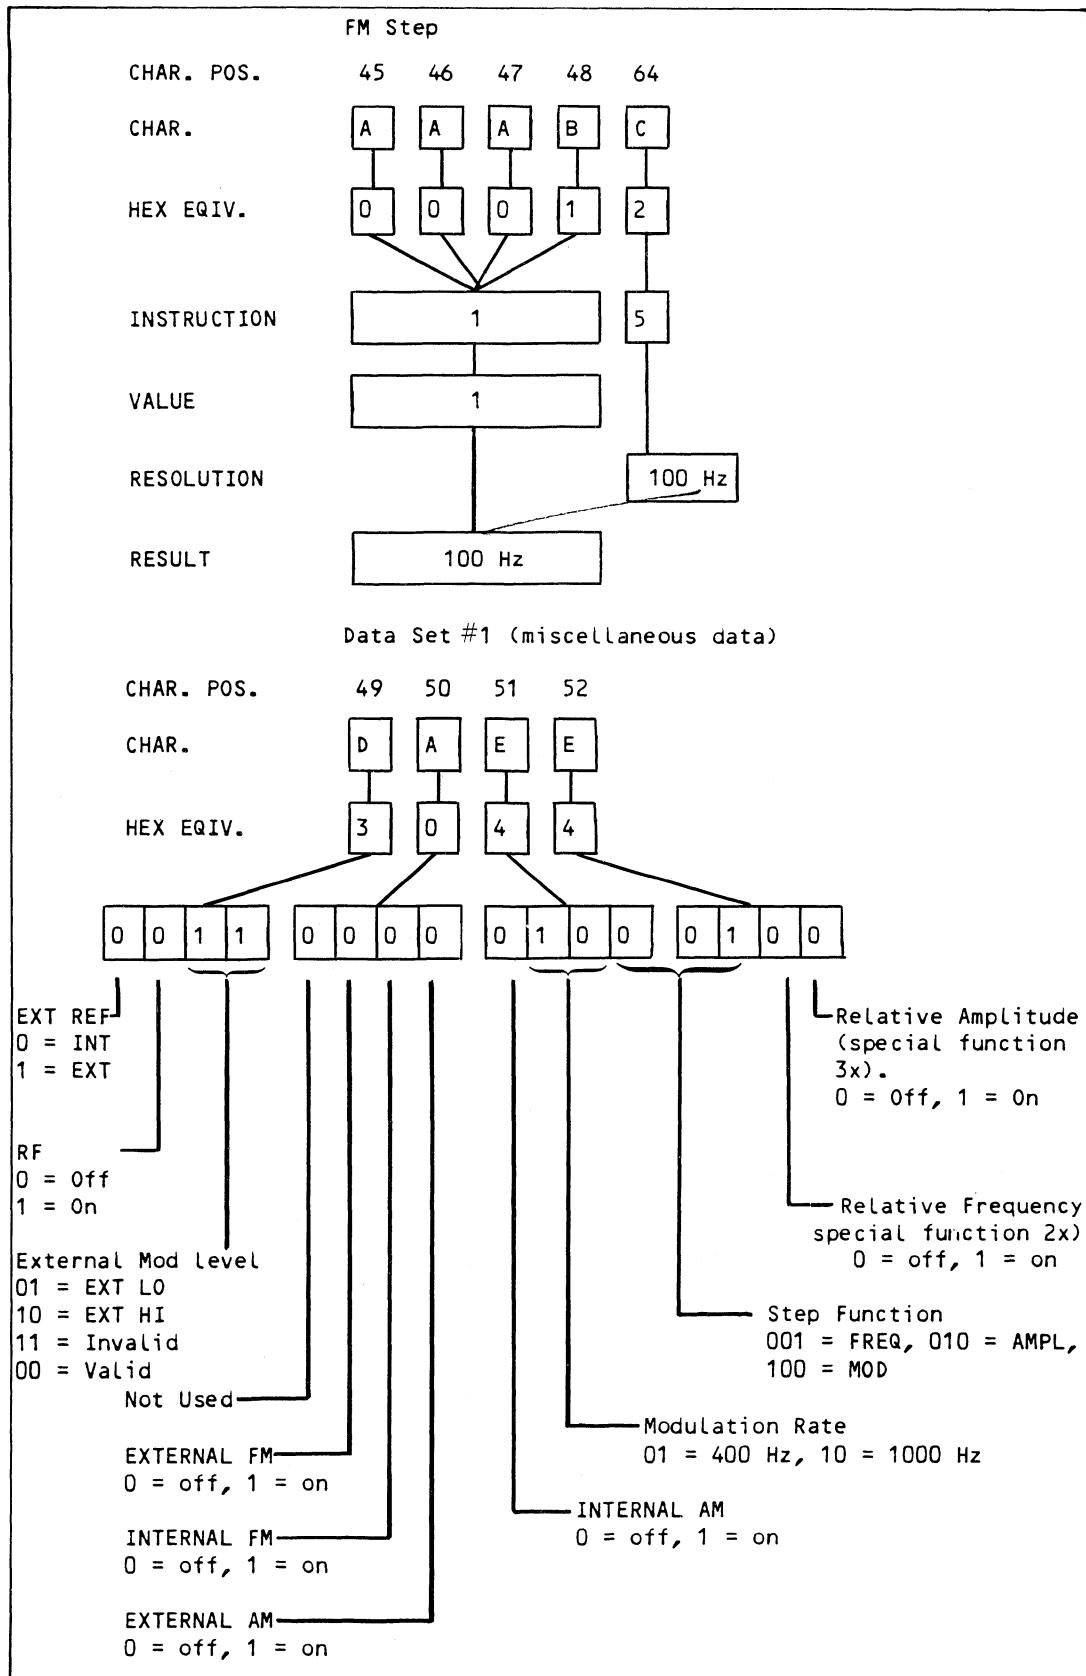 FM Step
CHAR. POS. 45 46 47 48 64
CHAR. A A A B C
HEX EQIV. 0 0 0 1 2
INSTRUCTION 1 5
VALUE 1
RESOLUTION 100 Hz
RESULT 100 Hz
Data Set #1 (miscellaneous data)
CHAR. POS. 49 50 51 52
CHAR. D A E E
HEX EQIV. 3 0 4 4
0 0 1 1 0 0 0 0 0 1 0 0 0 1 0 0
EXT REF
0 = INT
1 = EXT
Relative Amplitude
(special function
3x).
0 = Off, 1 = On
RF
0 = Off
1 = On
Relative Frequency
special function 2x)
0 = off, 1 = on
External Mod Level
01 = EXT LO
10 = EXT HI
11 = Invalid
00 = Valid
Step Function
001 = FREQ, 010 = AMPL,
100 = MOD
Not Used
Modulation Rate
01 = 400 Hz, 10 = 1000 Hz
EXTERNAL FM
0 = off, 1 = on
INTERNAL AM
0 = off, 1 = on
INTERNAL FM
0 = off, 1 = on
EXTERNAL AM
0 = off, 1 = on